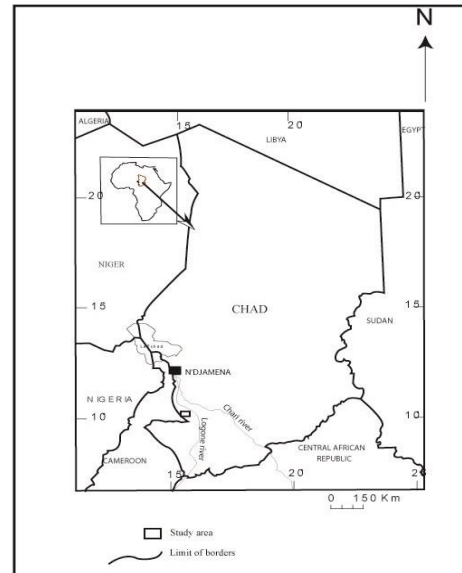 N
ALGERIA
15
20
LIBYA
EGYPT
20
20
NIGER
15
15
CHAD
SUDAN
N'DJAMENA
NIGERIA
10
10
Chari river
Logone river
CAMEROON
CENTRAL AFRICAN
REPUBLIC
15
20
25
0 150 Km
Study area
Limit of borders